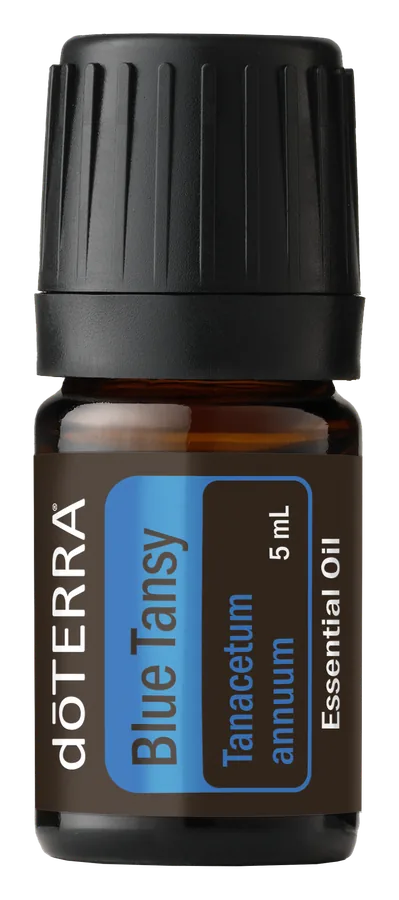 dōTERRA®
Blue Tansy
Tanacetum
annuum
5 mL
Essential Oil